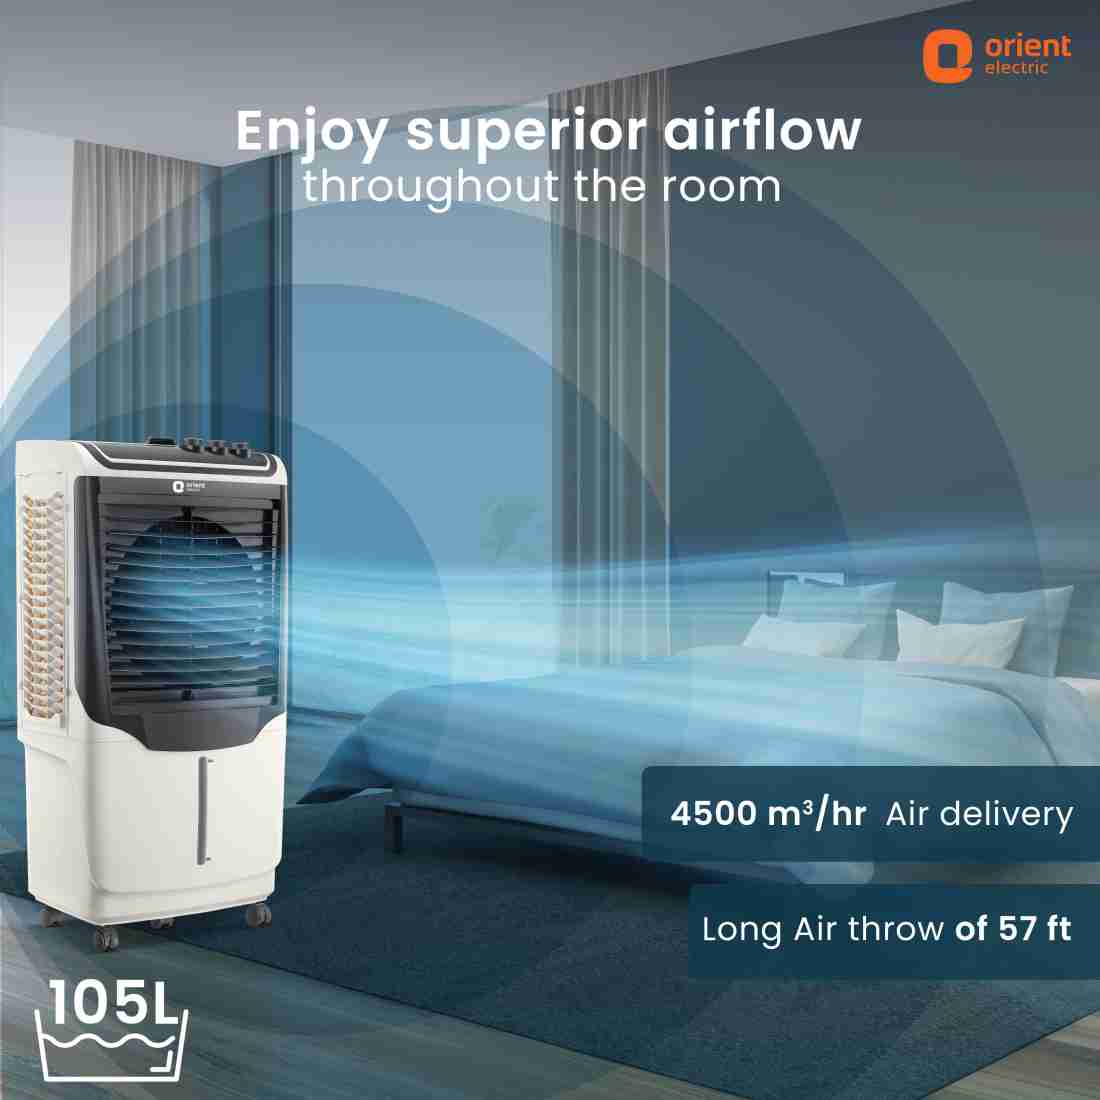 orient
electric
Enjoy superior airflow
throughout the room
orient
electric
4500 m³/hr Air delivery
Long Air throw of 57 ft
105L